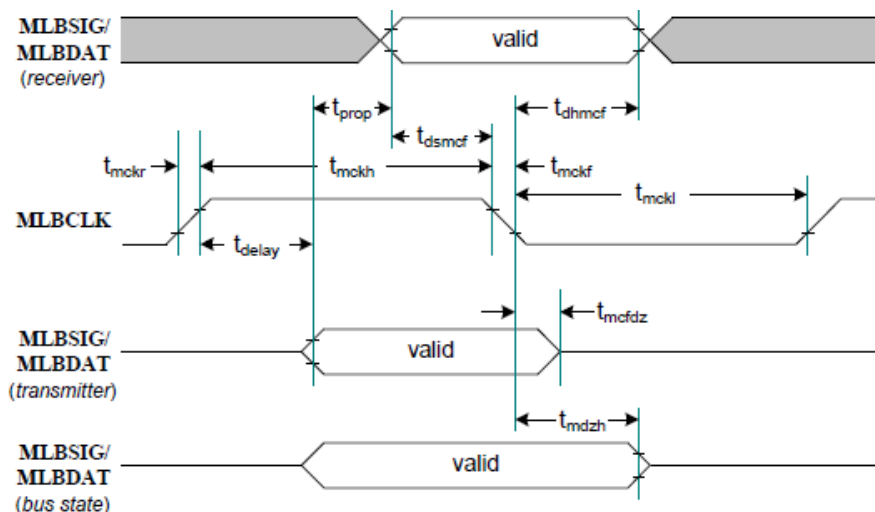 MLBSIG/
MLBDAT
(receiver)
valid
tprop
tdhmcf
tdsmcf
tmckr
tmckh
tmckf
tmckl
MLBCLK
tdelay
tmcfdz
MLBSIG/
MLBDAT
(transmitter)
valid
tmdzh
MLBSIG/
MLBDAT
(bus state)
valid